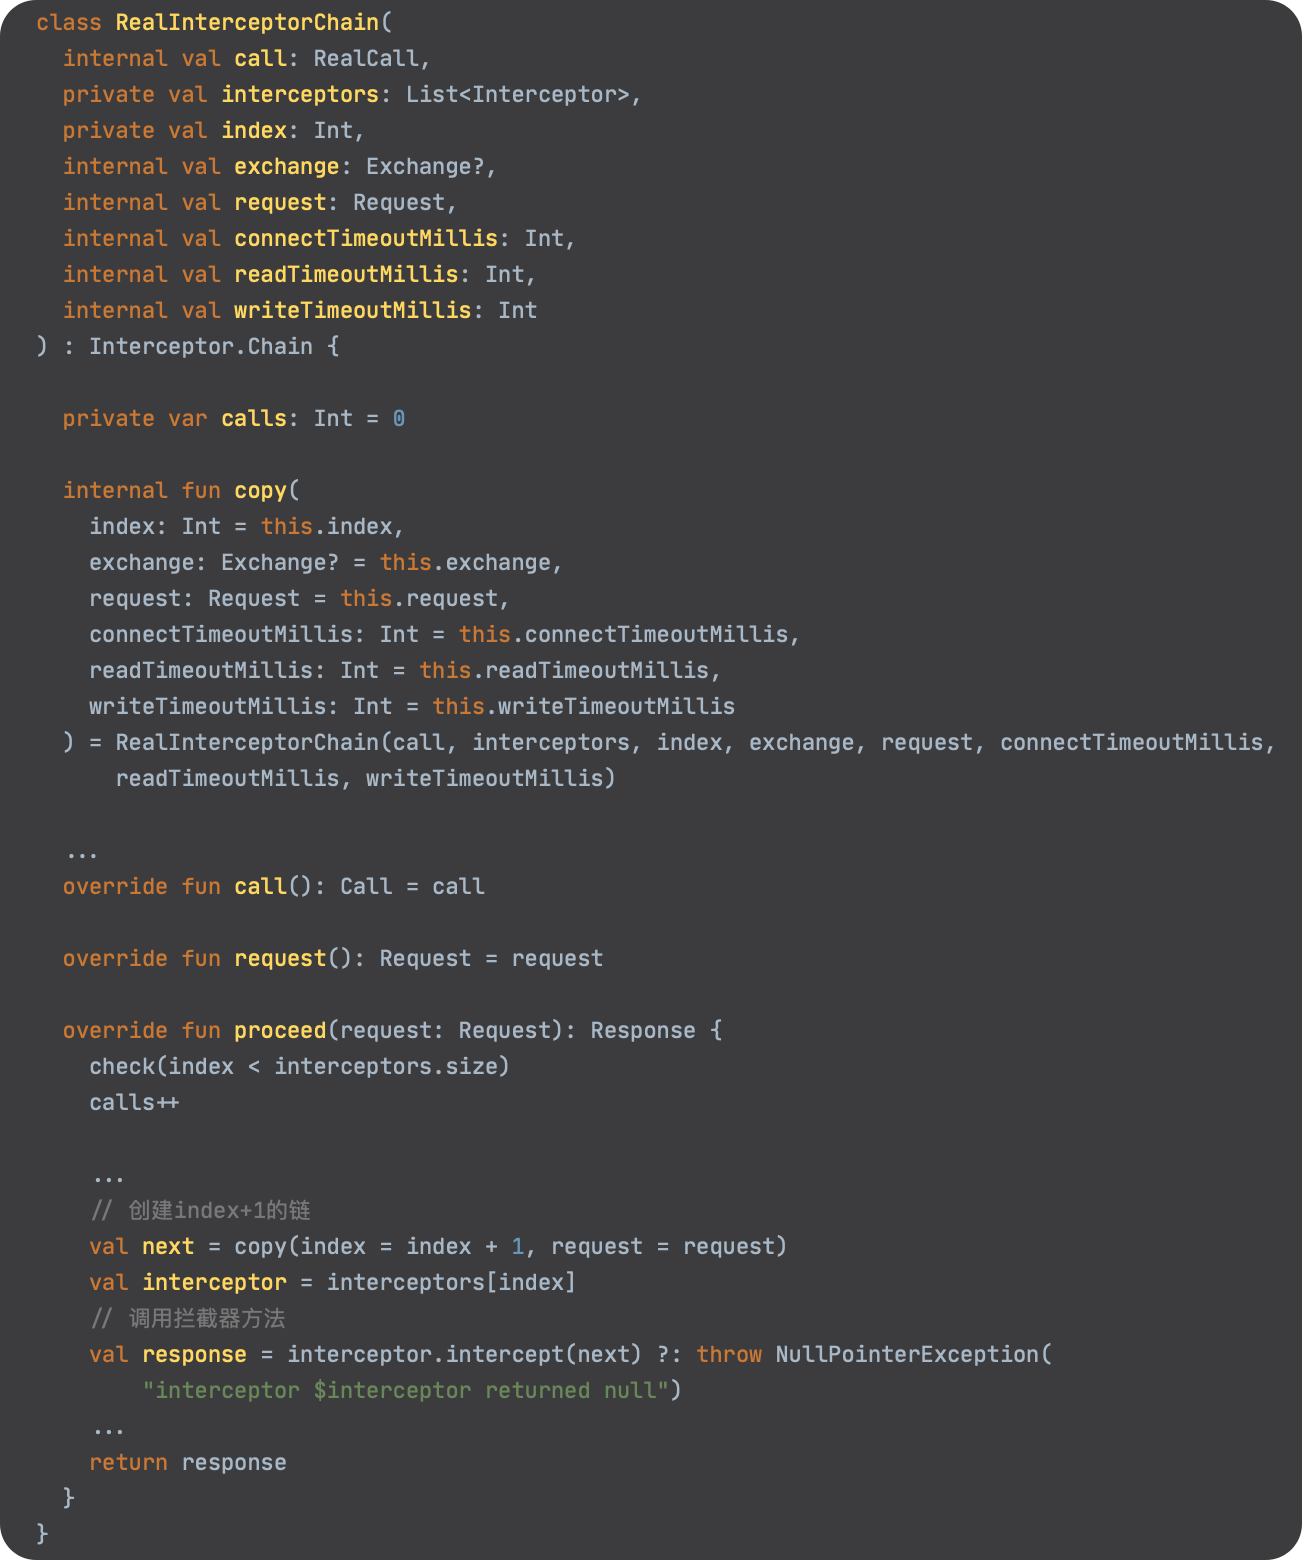 class RealInterceptorChain(
  internal val call: RealCall,
  private val interceptors: List<Interceptor>,
  private val index: Int,
  internal val exchange: Exchange?,
  internal val request: Request,
  internal val connectTimeoutMillis: Int,
  internal val readTimeoutMillis: Int,
  internal val writeTimeoutMillis: Int
) : Interceptor.Chain {

  private var calls: Int = 0

  internal fun copy(
    index: Int = this.index,
    exchange: Exchange? = this.exchange,
    request: Request = this.request,
    connectTimeoutMillis: Int = this.connectTimeoutMillis,
    readTimeoutMillis: Int = this.readTimeoutMillis,
    writeTimeoutMillis: Int = this.writeTimeoutMillis
  ) = RealInterceptorChain(call, interceptors, index, exchange, request, connectTimeoutMillis,
      readTimeoutMillis, writeTimeoutMillis)

  ...
  override fun call(): Call = call

  override fun request(): Request = request

  override fun proceed(request: Request): Response {
    check(index < interceptors.size)
    calls++

    ...
    // 创建index+1的链
    val next = copy(index = index + 1, request = request)
    val interceptor = interceptors[index]
    // 调用拦截器方法
    val response = interceptor.intercept(next) ?: throw NullPointerException(
        "interceptor $interceptor returned null")
    ...
    return response
  }
}